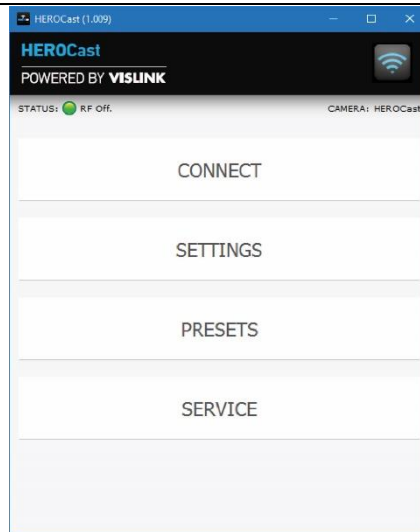 HEROCast (1.009)
HEROCast
POWERED BY VISLINK
STATUS: RF Off. CAMERA: HEROCast
CONNECT
SETTINGS
PRESETS
SERVICE